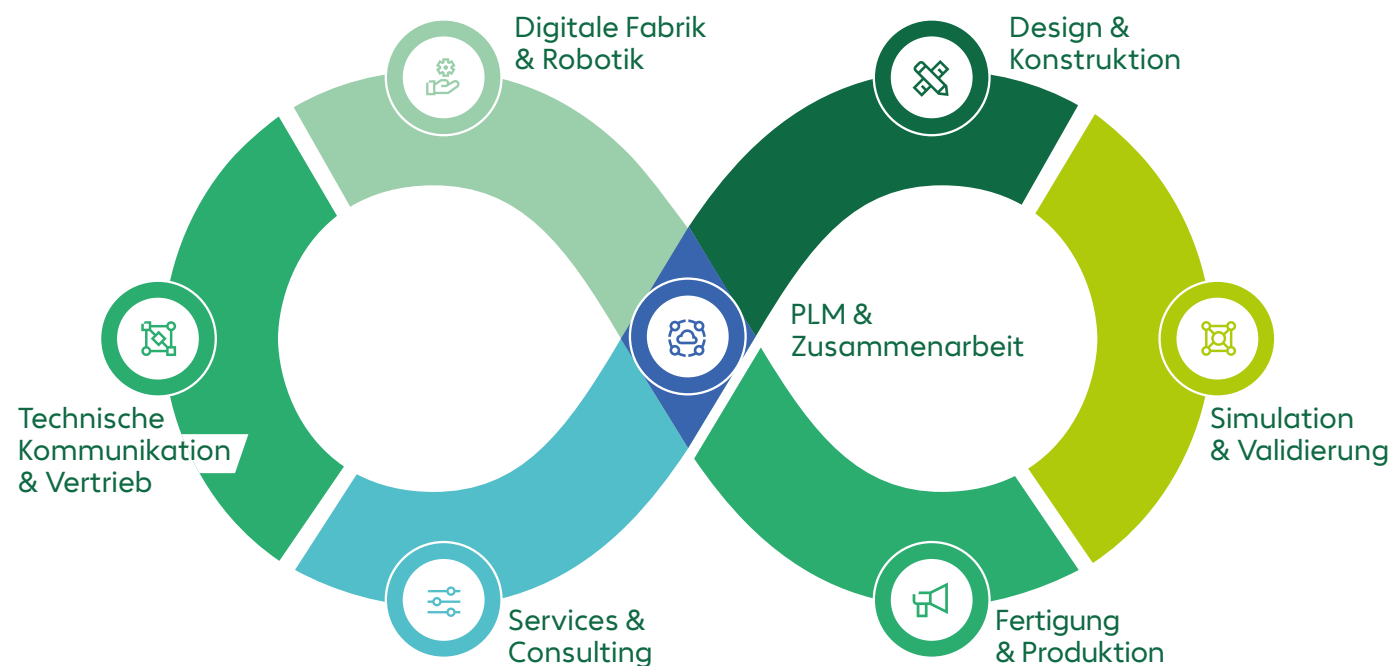 Digitale Fabrik
& Robotik
Design &
Konstruktion
PLM &
Zusammenarbeit
Technische
Kommunikation
& Vertrieb
Simulation
& Validierung
Services &
Consulting
Fertigung
& Produktion